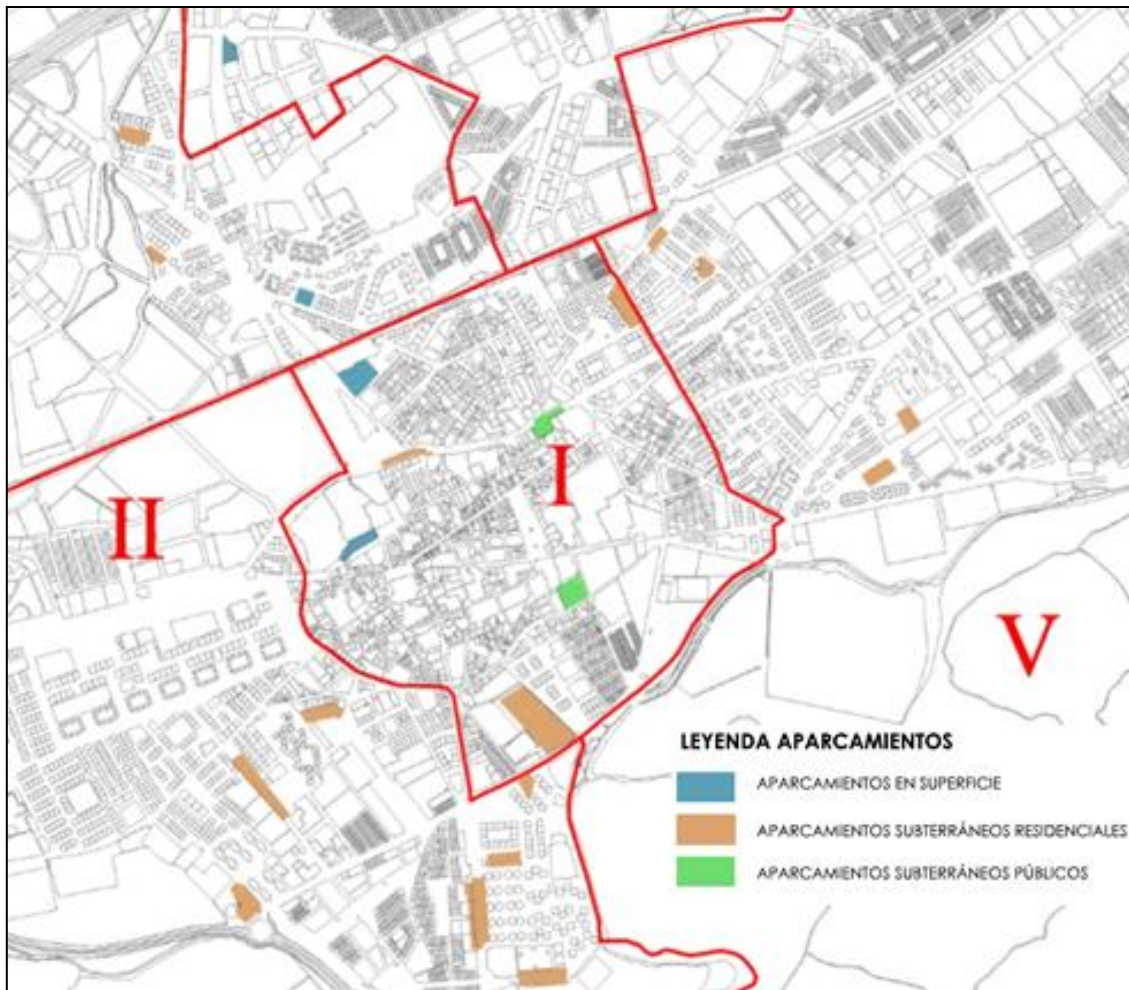 I
II
V
LEYENDA APARCAMIENTOS
APARCAMIENTOS EN SUPERFICIE
APARCAMIENTOS SUBTERRÁNEOS RESIDENCIALES
APARCAMIENTOS SUBTERRÁNEOS PÚBLICOS